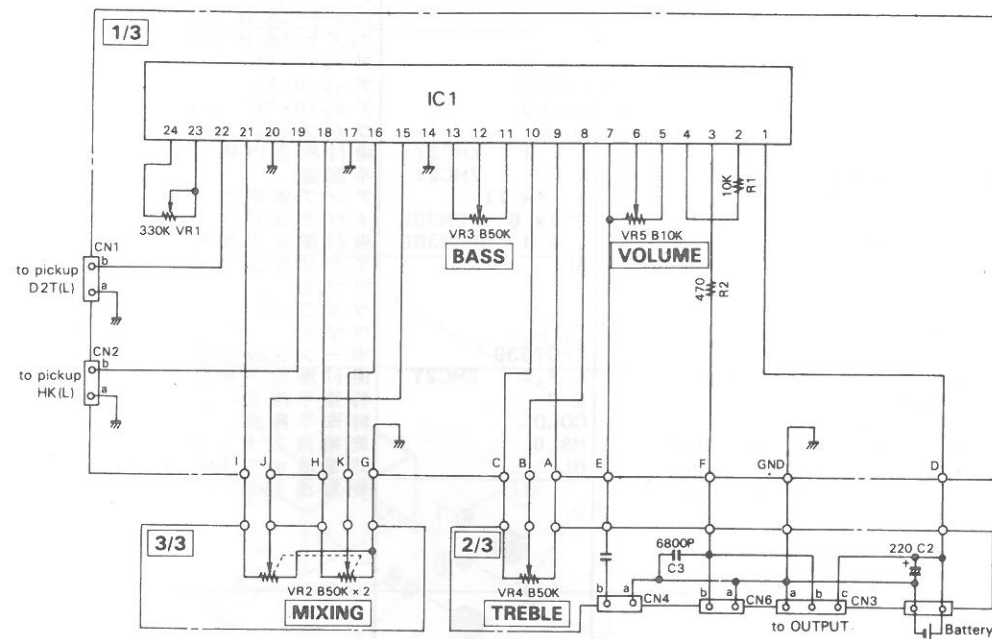 1/3
IC1
24 23 22 21 20 19 18 17 16 15 14 13 12 11 10 9 8 7 6 5 4 3 2 1
10K
R1
330K VR1
VR3 B50K
VR5 B10K
BASS
VOLUME
CN1
b
to pickup
D2T(L)
a
470
R2
CN2
b
to pickup
HK(L)
a
I J H K G C B A E F GND D
3/3
2/3
6800P
C3
220 C2
+
VR2 B50K × 2
VR4 B50K
b a CN4
b a CN6
a b c CN3
MIXING
TREBLE
to OUTPUT
Battery